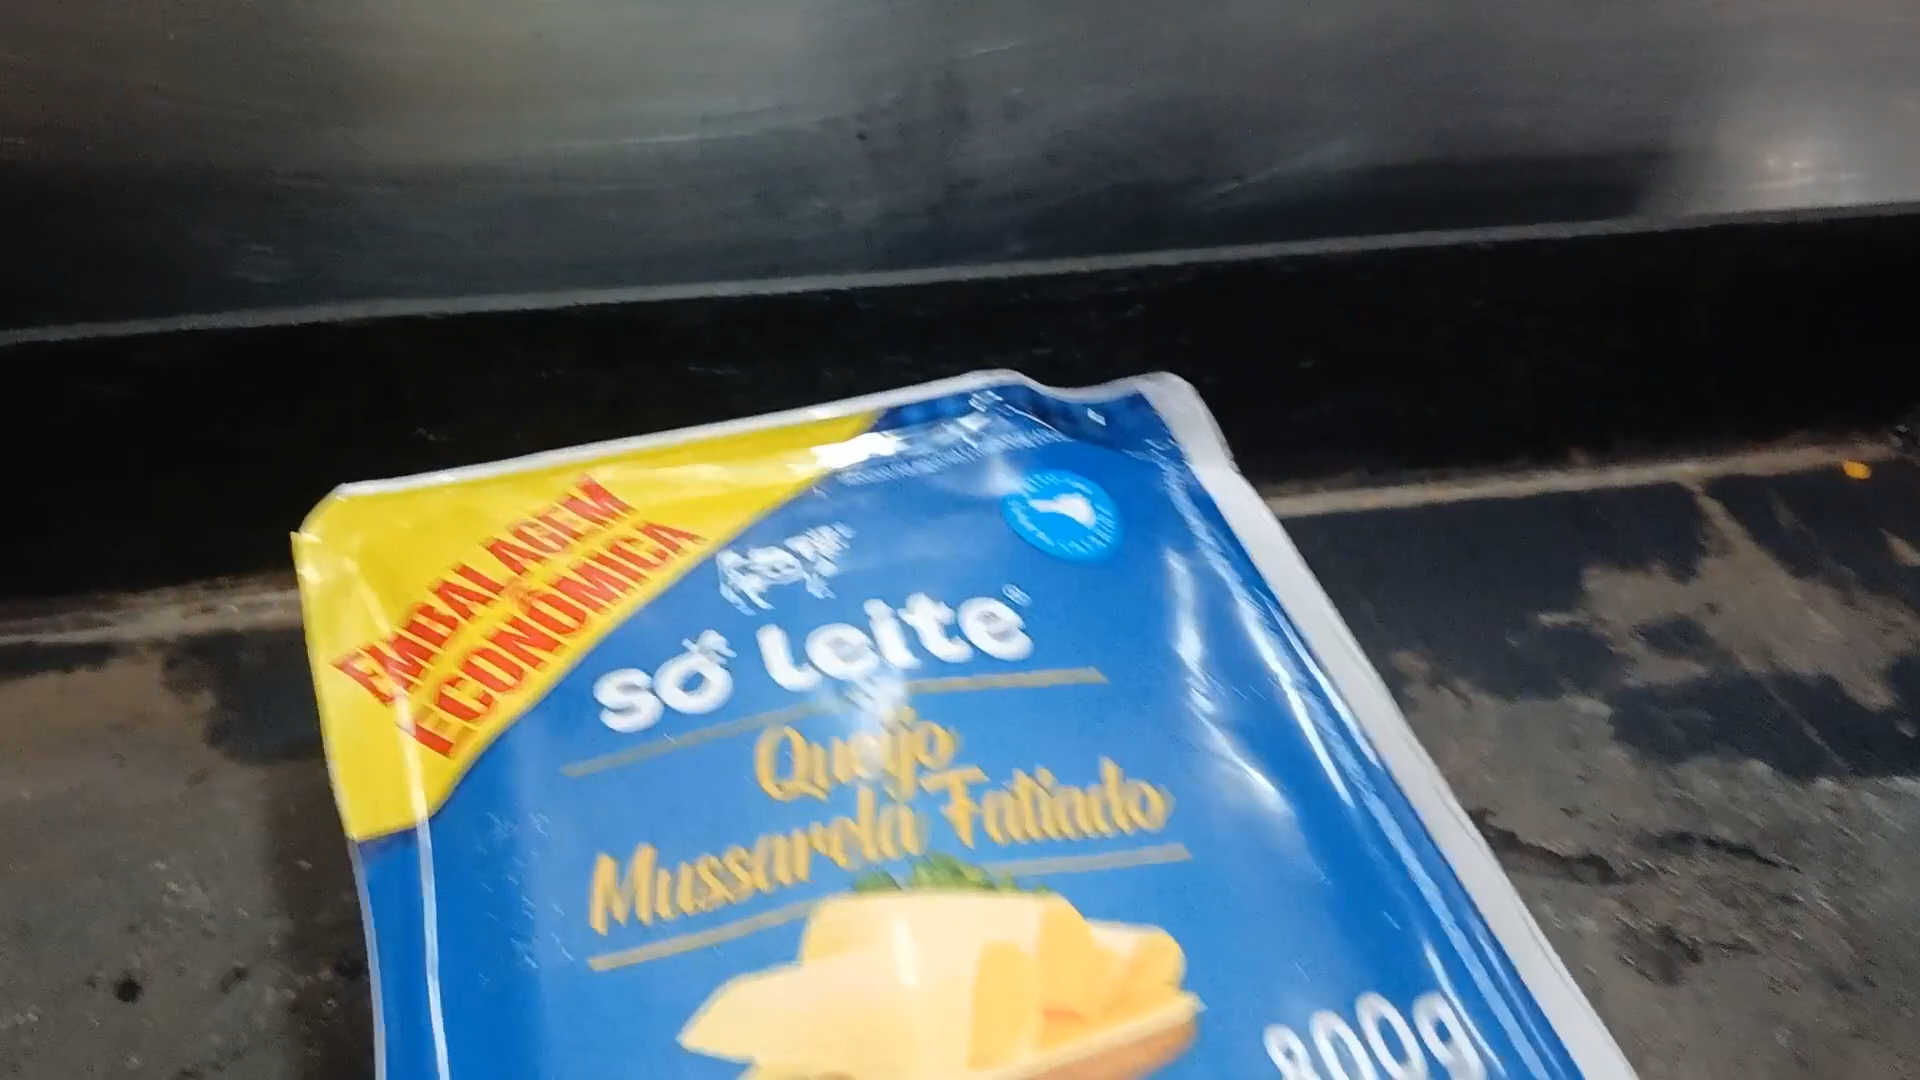 EMBALAGEM
ECONÔMICA
só leite®
Queijo
Mussarela Fatiado
800g